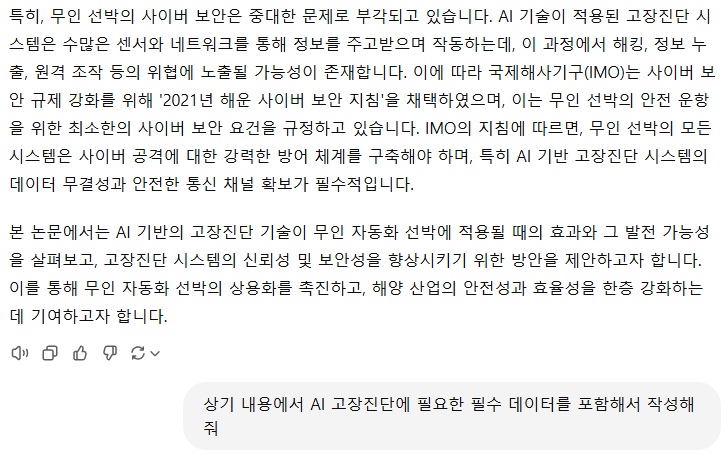 특히, 무인 선박의 사이버 보안은 중대한 문제로 부각되고 있습니다. AI 기술이 적용된 고장진단 시
스템은 수많은 센서와 네트워크를 통해 정보를 주고받으며 작동하는데, 이 과정에서 해킹, 정보 누
출, 원격 조작 등의 위협에 노출될 가능성이 존재합니다. 이에 따라 국제해사기구(IMO)는 사이버 보
안 규제 강화를 위해 '2021년 해운 사이버 보안 지침'을 채택하였으며, 이는 무인 선박의 안전 운항
을 위한 최소한의 사이버 보안 요건을 규정하고 있습니다. IMO의 지침에 따르면, 무인 선박의 모든
시스템은 사이버 공격에 대한 강력한 방어 체계를 구축해야 하며, 특히 AI 기반 고장진단 시스템의
데이터 무결성과 안전한 통신 채널 확보가 필수적입니다.
본 논문에서는 AI 기반의 고장진단 기술이 무인 자동화 선박에 적용될 때의 효과와 그 발전 가능성
을 살펴보고, 고장진단 시스템의 신뢰성 및 보안성을 향상시키기 위한 방안을 제안하고자 합니다.
이를 통해 무인 자동화 선박의 상용화를 촉진하고, 해양 산업의 안전성과 효율성을 한층 강화하는
데 기여하고자 합니다.
상기 내용에서 AI 고장진단에 필요한 필수 데이터를 포함해서 작성해
줘